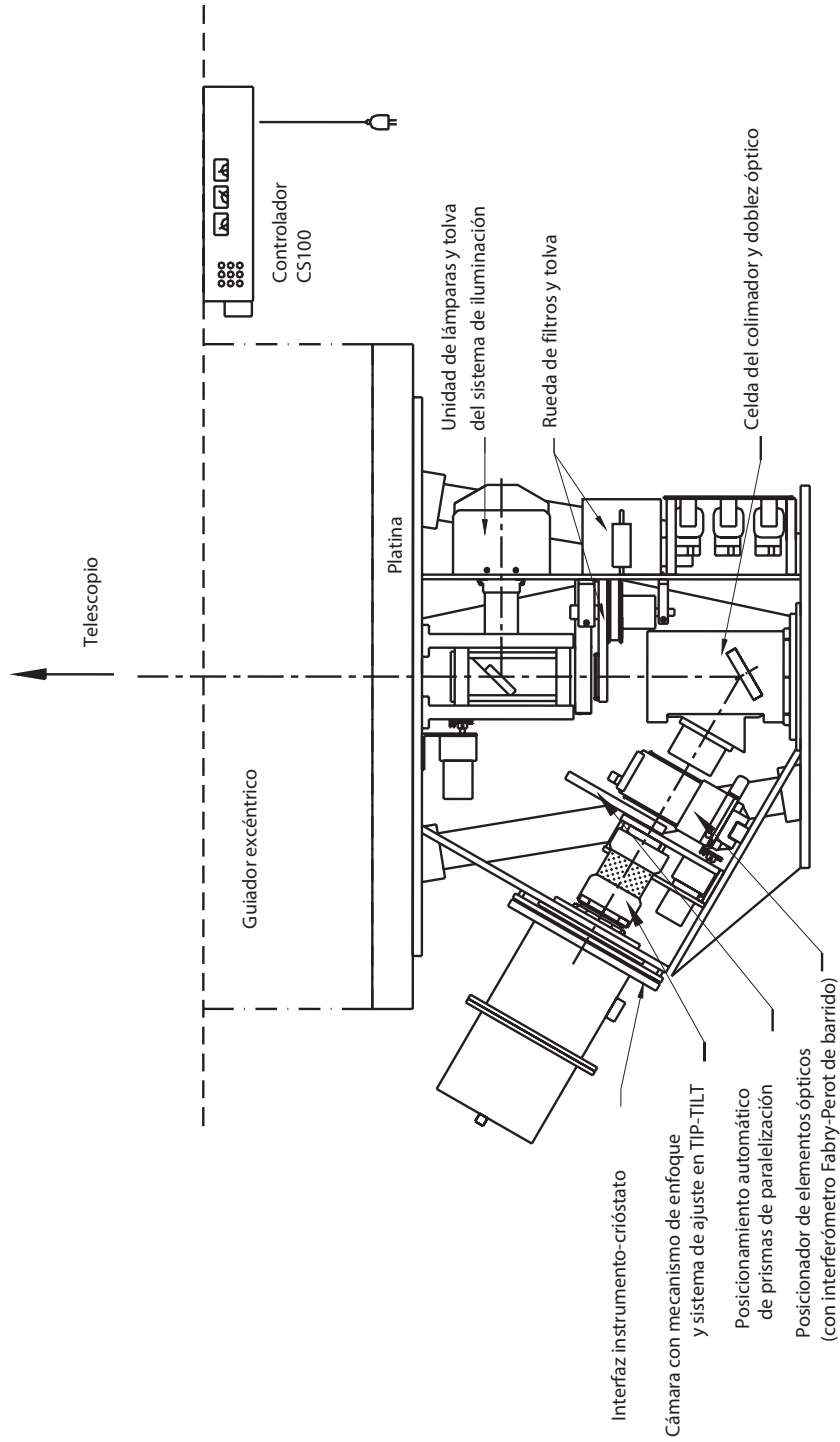 Telescopio
Guiador excéntrico
Platina
Controlador
CS100
Unidad de lámparas y tolva
del sistema de iluminación
Rueda de filtros y tolva
Celda del colimador y doblez óptico
Interfaz instrumento-crióstato
Cámara con mecanismo de enfoque
y sistema de ajuste en TIP-TILT
Posicionamiento automático
de prismas de paralelización
Posicionador de elementos ópticos
(con interferómetro Fabry-Perot de barrido)